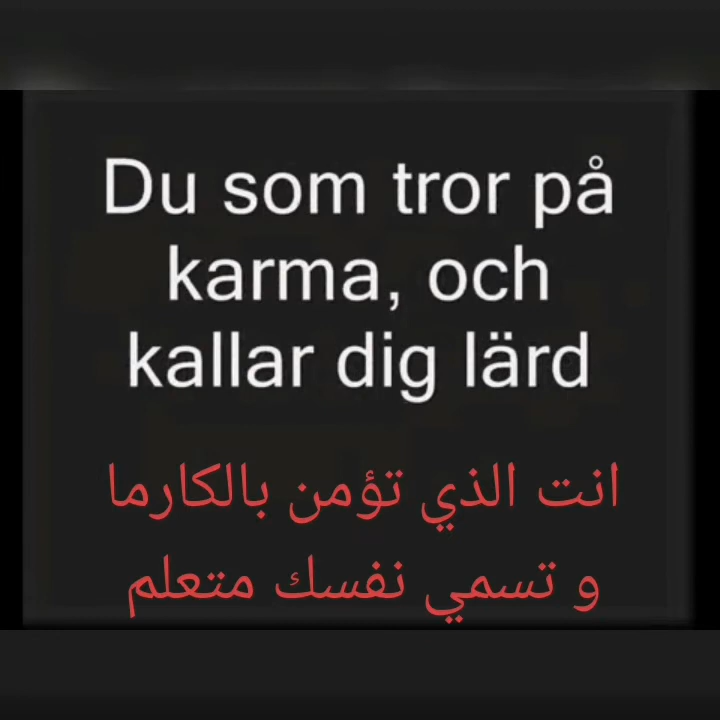 Du som tror på
karma, och
kallar dig lärd
انت الذي تؤمن بالكارما
و تسمي نفسك متعلم